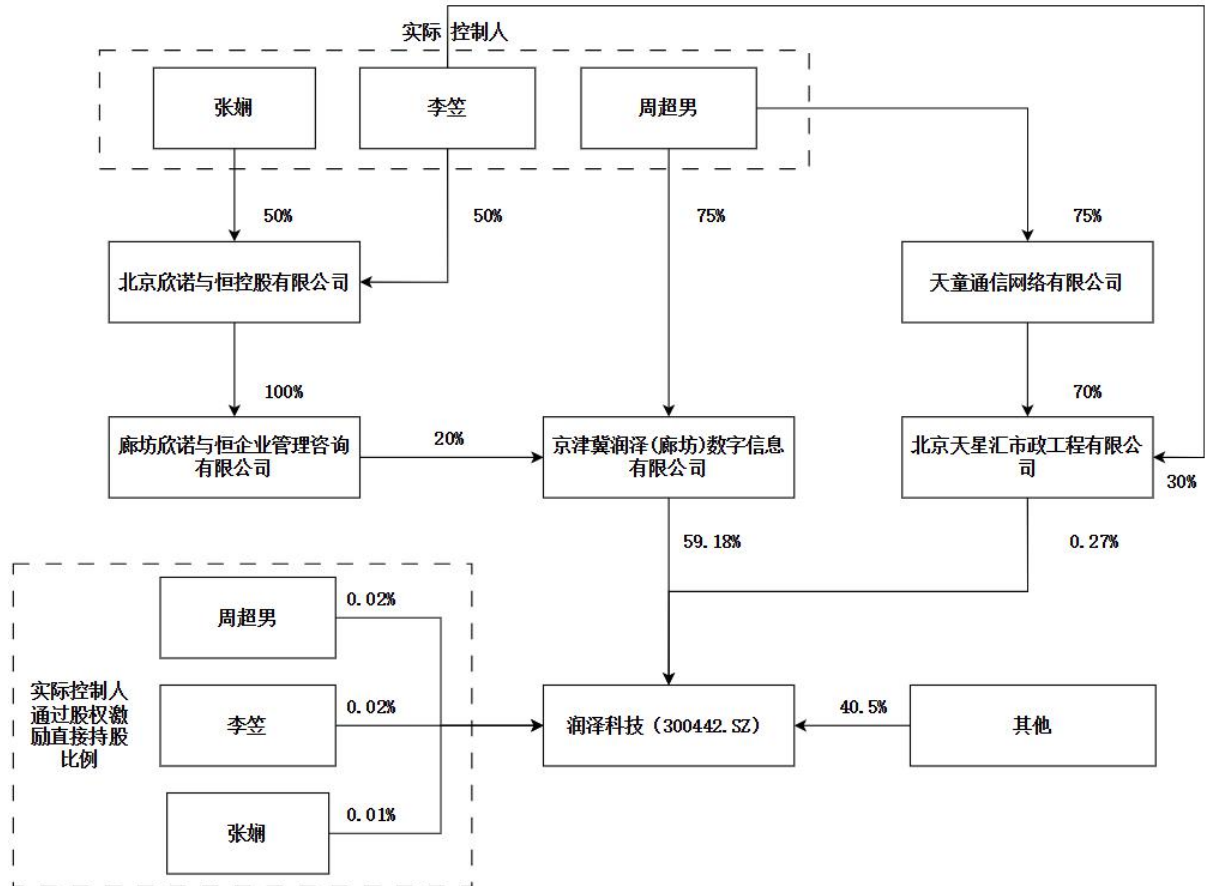 实际 控制人
张娴
李笠
周超男
50%
50%
75%
75%
北京欣诺与恒控股有限公司
天童通信网络有限公司
100%
70%
廊坊欣诺与恒企业管理咨询
有限公司
20%
京津冀润泽(廊坊)数字信息
有限公司
北京天星汇市政工程有限公
司
30%
59.18%
0.27%
实际控制人
通过股权激
励直接持股
比例
周超男
0.02%
李笠
0.02%
张娴
0.01%
润泽科技（300442.SZ）
40.5%
其他